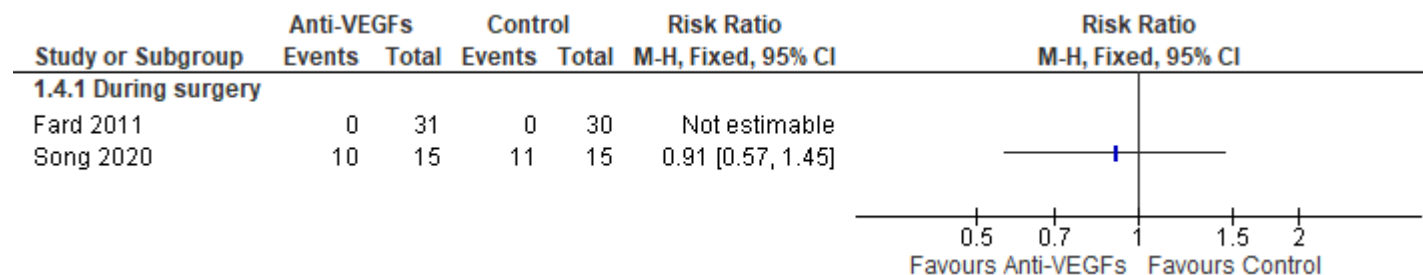 Anti-VEGFs Control Risk Ratio Risk Ratio
Study or Subgroup Events Total Events Total M-H, Fixed, 95% CI M-H, Fixed, 95% CI
1.4.1 During surgery
Fard 2011 0 31 0 30 Not estimable
Song 2020 10 15 11 15 0.91 [0.57, 1.45]
0.5 0.7 1 1.5 2
Favours Anti-VEGFs Favours Control